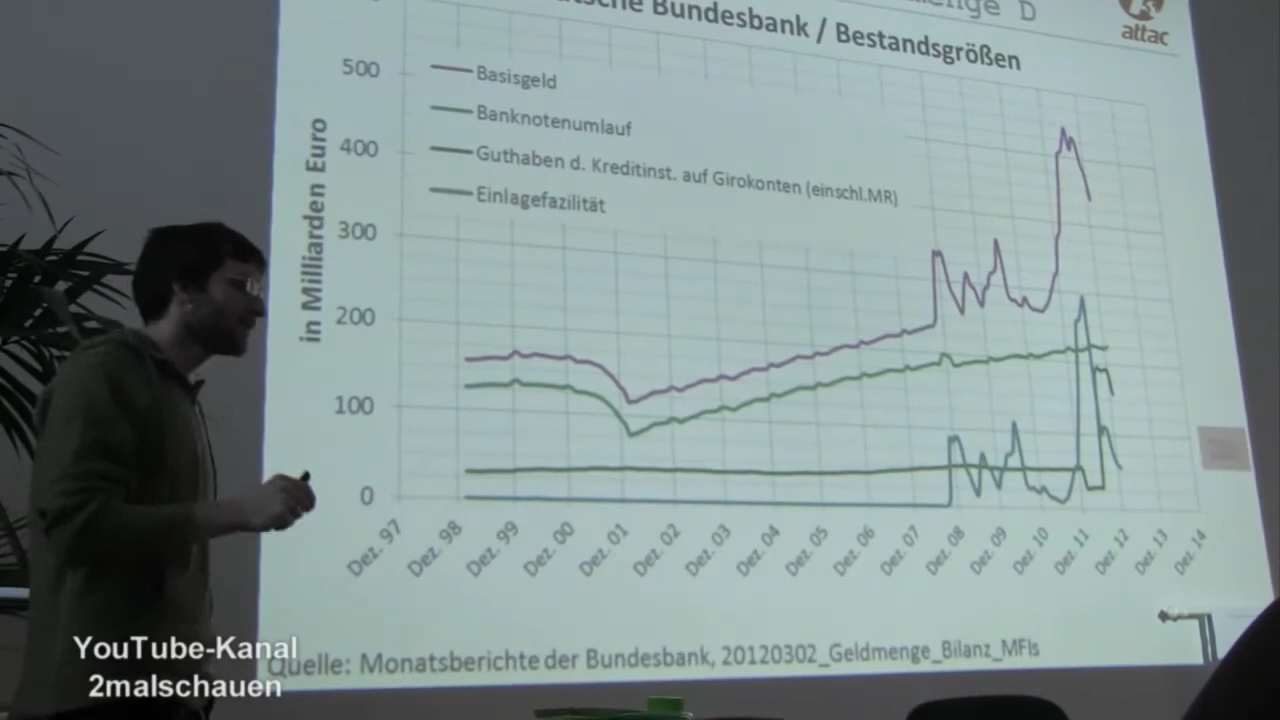 D
attac
Bundesbank / Bestandsgrößen
in Milliarden Euro
500
400
300
200
100
0
Basisgeld
Banknotenumlauf
Guthaben d. Kreditinst. auf Girokonten (einschl.MR)
Einlagefazilität
Dez. 97
Dez. 98
Dez. 99
Dez. 00
Dez. 01
Dez. 02
Dez. 03
Dez. 04
Dez. 05
Dez. 06
Dez. 07
Dez. 08
Dez. 09
Dez. 10
Dez. 11
Dez. 12
Dez. 13
Dez. 14
Quelle: Monatsberichte der Bundesbank, 20120302_Geldmenge_Bilanz_MFIs
YouTube-Kanal
2malschauen